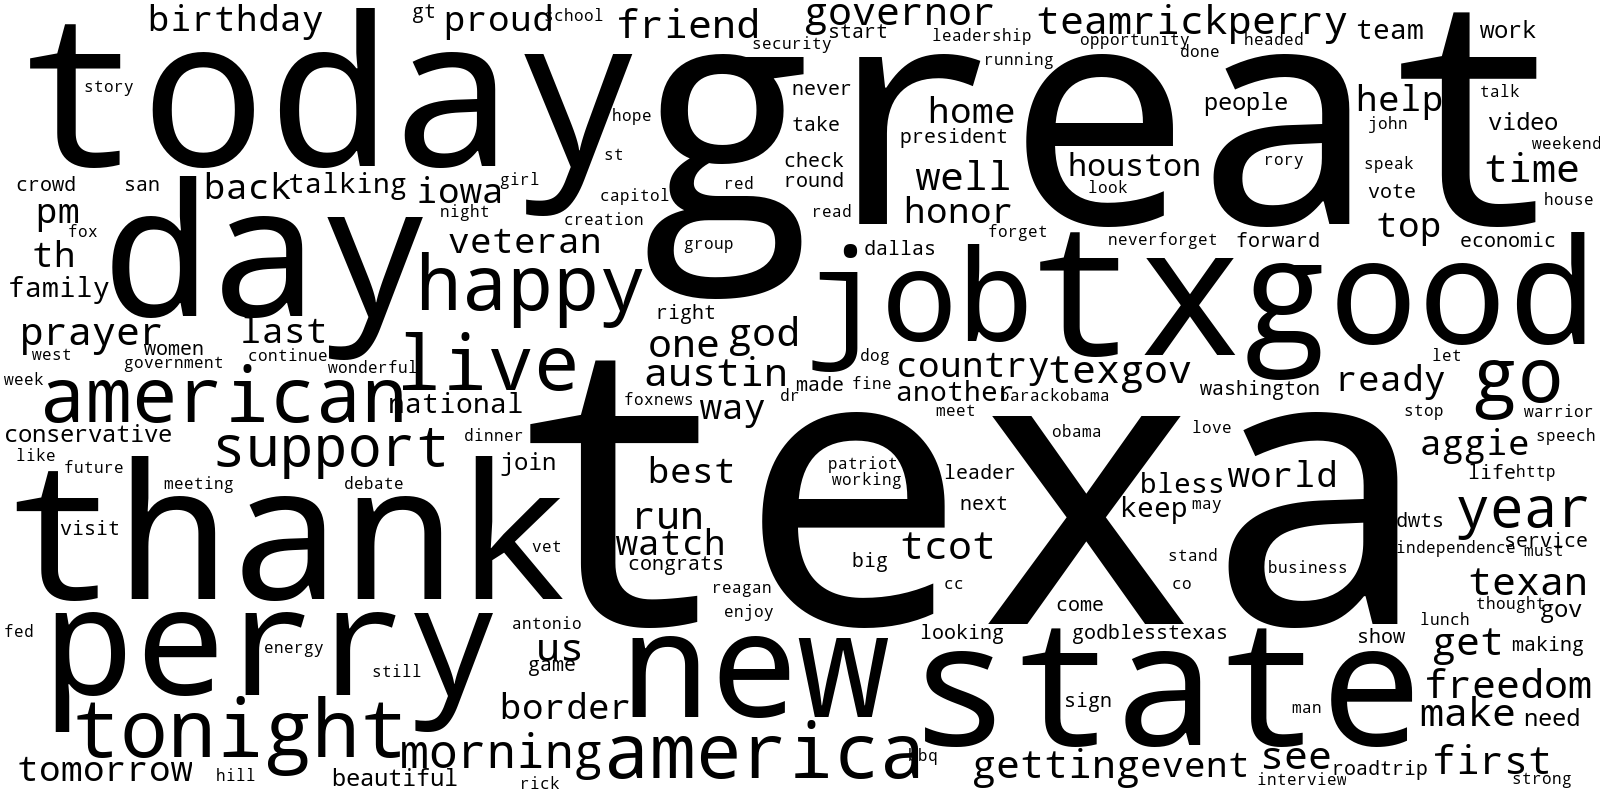 birthday gt proud school friend governor teamrickperry team work
security start leadership running opportunity done headed
today great
story never home people help talk
hope take president john video weekend
st check round well houston look rory speak time
crowd san back talking iowa girl capitol red read honor vote house
pm fox day night creation forget neverforget forward top economic
th veteran group dallas
family happy job tx good
prayer last right one god
west women government continue wonderful live austin dog country texgov let
week american made fine another barackobama washington ready go
national foxnews way dr meet stop warrior
conservative support dinner texa obama love aggie speech
like future join best patriot working leader bless world life http
meeting debate next keep may year
thank visit run dwts service
vet watch congrats tcot big stand independence must
reagan cc co business texan
perry enjoy come thought gov
fed antonio us new looking godblesstexas lunch show get making
energy still game state
tonight border sign man freedom make need
morning america bbq
tomorrow hill beautiful rick getting event see interview roadtrip first strong